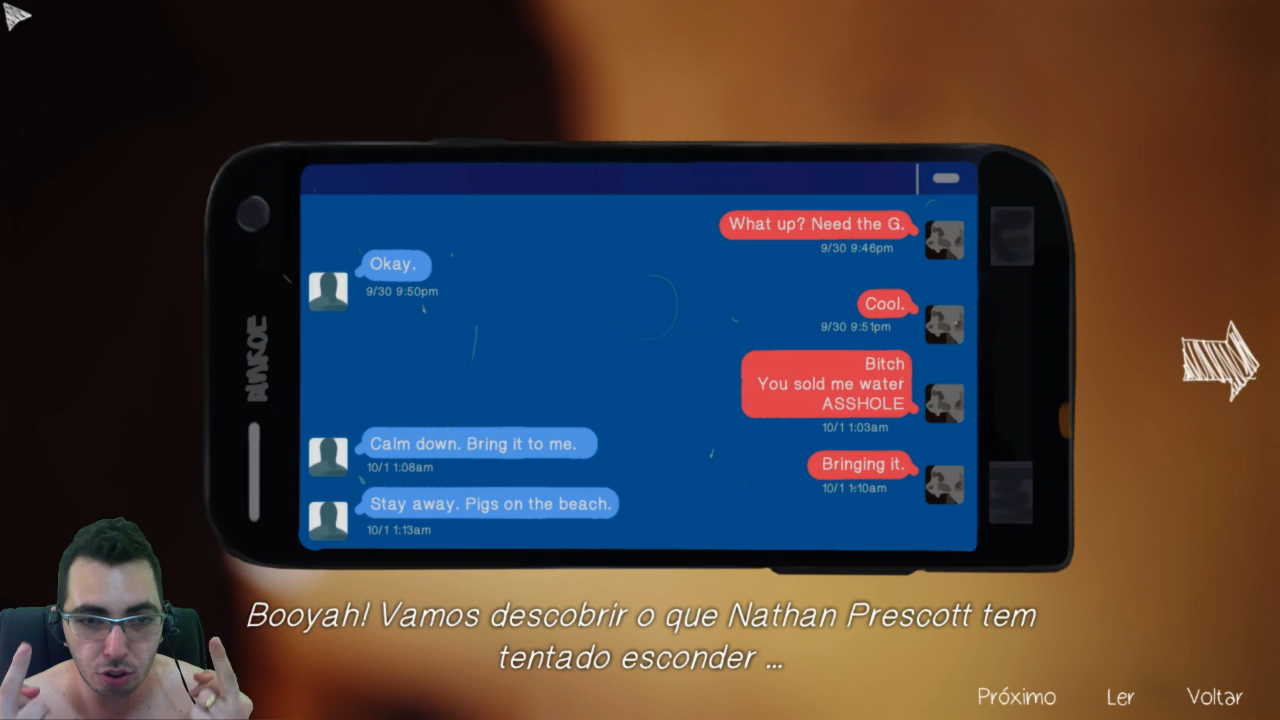 What up? Need the G.
9/30 9:46pm
Okay.
9/30 9:50pm
Cool.
9/30 9:51pm
Bitch
You sold me water
ASSHOLE
10/1 1:03am
Calm down. Bring it to me.
10/1 1:08am
Bringing it.
10/1 1:10am
Stay away. Pigs on the beach.
10/1 1:13am
Booyah! Vamos descobrir o que Nathan Prescott tem
tentado esconder ...
Próximo
Ler
Voltar